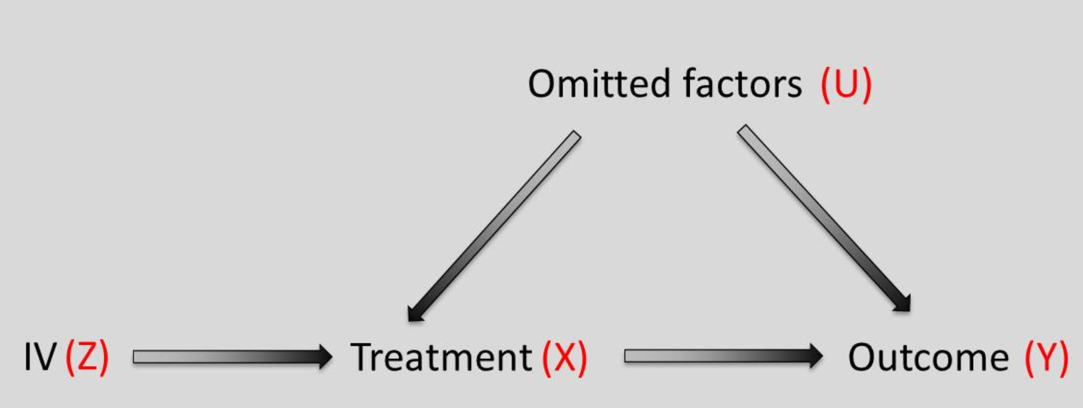 Omitted factors (U)
IV (Z) Treatment (X) Outcome (Y)